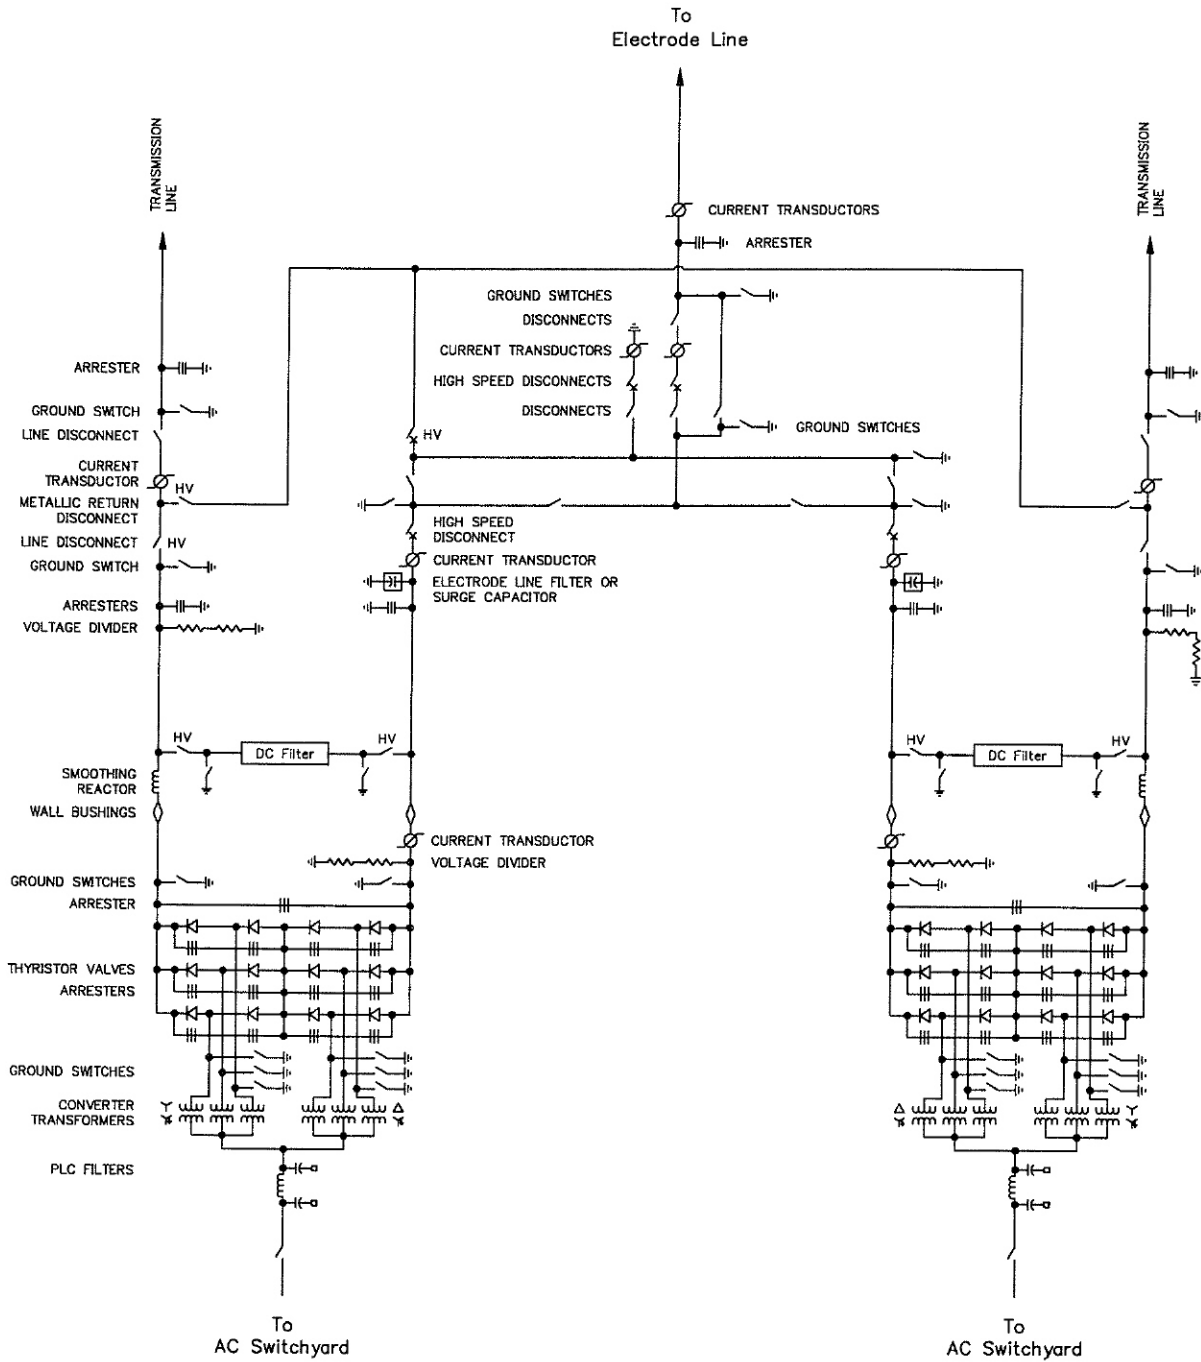 To
Electrode Line
TRANSMISSION
LINE
TRANSMISSION
LINE
CURRENT TRANSDUCTORS
ARRESTER
GROUND SWITCHES
DISCONNECTS
CURRENT TRANSDUCTORS
HIGH SPEED DISCONNECTS
DISCONNECTS
GROUND SWITCHES
HV
ARRESTER
GROUND SWITCH
LINE DISCONNECT
CURRENT
TRANSDUCTOR
HV
METALLIC RETURN
DISCONNECT
LINE DISCONNECT
HV
GROUND SWITCH
ARRESTERS
VOLTAGE DIVIDER
HIGH SPEED
DISCONNECT
CURRENT TRANSDUCTOR
ELECTRODE LINE FILTER OR
SURGE CAPACITOR
HV
DC Filter
HV
HV
DC Filter
HV
SMOOTHING
REACTOR
WALL BUSHINGS
CURRENT TRANSDUCTOR
VOLTAGE DIVIDER
GROUND SWITCHES
ARRESTER
THYRISTOR VALVES
ARRESTERS
GROUND SWITCHES
CONVERTER
TRANSFORMERS
PLC FILTERS
To
AC Switchyard
To
AC Switchyard